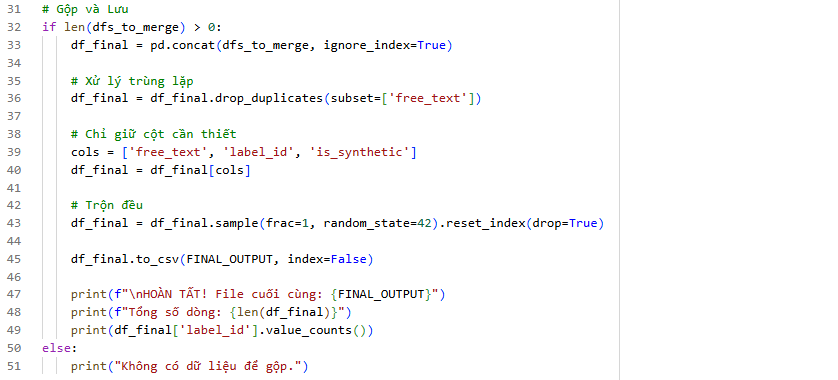 31 # Gộp và Lưu
32 if len(dfs_to_merge) > 0:
33     df_final = pd.concat(dfs_to_merge, ignore_index=True)
34
35     # Xử lý trùng lặp
36     df_final = df_final.drop_duplicates(subset=['free_text'])
37
38     # Chỉ giữ cột cần thiết
39     cols = ['free_text', 'label_id', 'is_synthetic']
40     df_final = df_final[cols]
41
42     # Trộn đều
43     df_final = df_final.sample(frac=1, random_state=42).reset_index(drop=True)
44
45     df_final.to_csv(FINAL_OUTPUT, index=False)
46
47     print(f"\nHOÀN TẤT! File cuối cùng: {FINAL_OUTPUT}")
48     print(f"Tổng số dòng: {len(df_final)}")
49     print(df_final['label_id'].value_counts())
50 else:
51     print("Không có dữ liệu để gộp.")